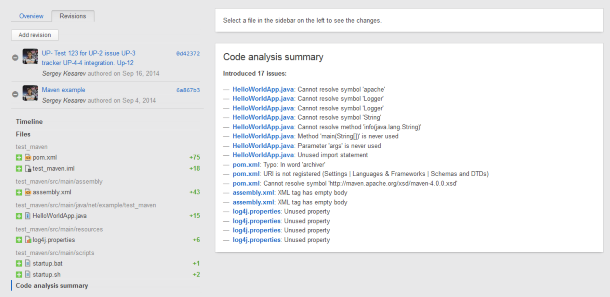 Overview
Revisions
Add revision
UP- Test 123 for UP-2 issue UP-3
tracker UP-4-4 integration. Up-12
0d42372
Sergey Kesarev authored on Sep 16, 2014
Maven example
6a867b3
Sergey Kesarev authored on Sep 4, 2014
Timeline
Files
test_maven
pom.xml +75
test_maven.iml +10
test_maven/src/main/assembly
assembly.xml +43
test_maven/src/main/java/net/example/test_maven
HelloWorldApp.java +15
test_maven/src/main/resources
log4j.properties +6
test_maven/src/main/scripts
startup.bat +1
startup.sh +2
Code analysis summary
Select a file in the sidebar on the left to see the changes.
Code analysis summary
Introduced 17 issues:
— HelloWorldApp.java: Cannot resolve symbol 'apache'
— HelloWorldApp.java: Cannot resolve symbol 'Logger'
— HelloWorldApp.java: Cannot resolve symbol 'Logger'
— HelloWorldApp.java: Cannot resolve symbol 'String'
— HelloWorldApp.java: Cannot resolve method 'info(java.lang.String)'
— HelloWorldApp.java: Method 'main(String[])' is never used
— HelloWorldApp.java: Parameter 'args' is never used
— HelloWorldApp.java: Unused import statement
— pom.xml: Typo: In word 'archiver'
— pom.xml: URI is not registered (Settings | Languages & Frameworks | Schemas and DTDs)
— pom.xml: Cannot resolve symbol 'http://maven.apache.org/xsd/maven-4.0.0.xsd'
— assembly.xml: XML tag has empty body
— assembly.xml: XML tag has empty body
— log4j.properties: Unused property
— log4j.properties: Unused property
— log4j.properties: Unused property
— log4j.properties: Unused property